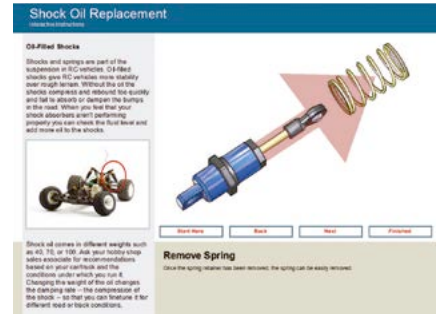 Shock Oil Replacement
Interactive Instructions
Oil-Filled Shocks
Shocks and springs are part of the
suspension in RC vehicles. Oil-filled
shocks give RC vehicles more stability
over rough terrain. Without the oil the
shocks compress and rebound too quickly
and fail to absorb or dampen the bumps
in the road. When you feel that your
shock absorbers aren't performing
properly you can check the fluid level and
add more oil to the shocks.
Start Here
Back
Next
Finished
Shock oil comes in different weights such
as 40, 70, or 100. Ask your hobby shop
sales associate for recommendations
based on your car/truck and the
conditions under which you run it.
Changing the weight of the oil changes
the damping rate – the compression of
the shock – so that you can finetune it for
different road or track conditions.
Remove Spring
Once the spring retainer has been removed, the spring can be easily removed.